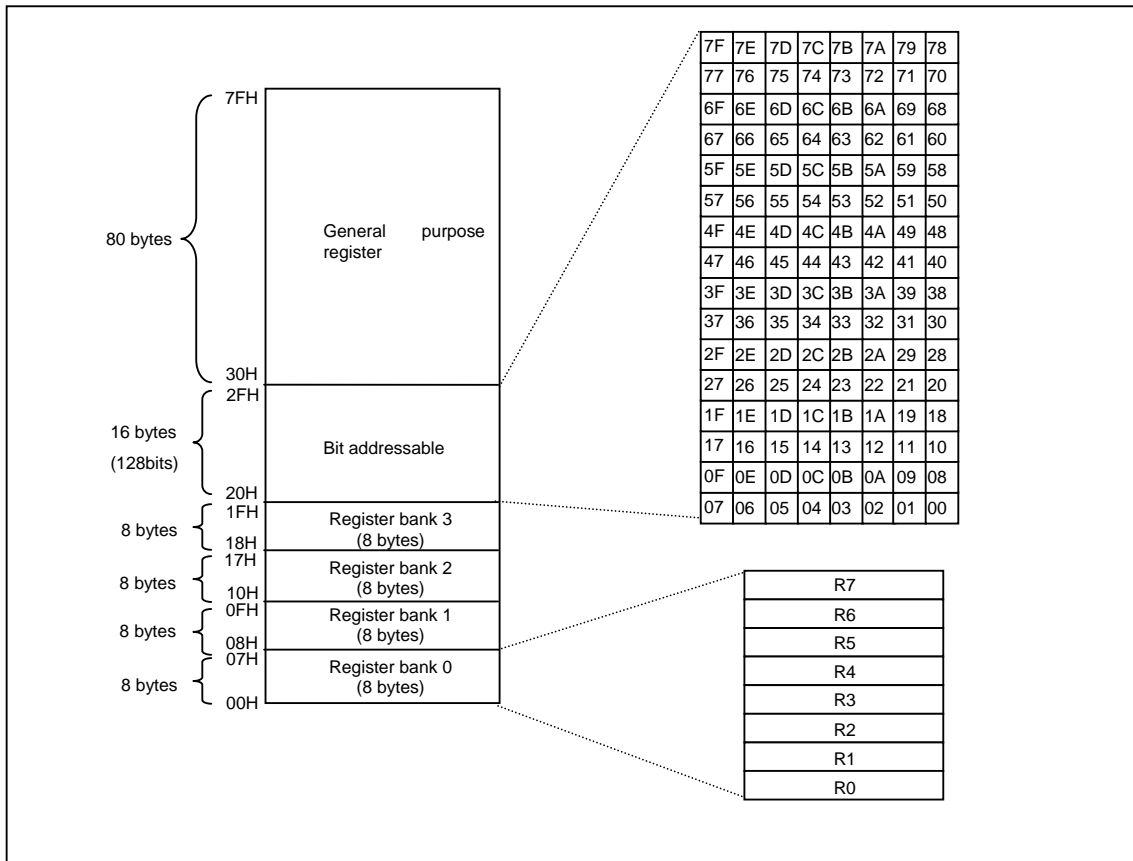 7FH
80 bytes
General purpose
register
30H
2FH
16 bytes
(128bits)
Bit addressable
20H
1FH
8 bytes
Register bank 3
(8 bytes)
18H
17H
8 bytes
Register bank 2
(8 bytes)
10H
0FH
8 bytes
Register bank 1
(8 bytes)
08H
07H
8 bytes
Register bank 0
(8 bytes)
00H
7F 7E 7D 7C 7B 7A 79 78
77 76 75 74 73 72 71 70
6F 6E 6D 6C 6B 6A 69 68
67 66 65 64 63 62 61 60
5F 5E 5D 5C 5B 5A 59 58
57 56 55 54 53 52 51 50
4F 4E 4D 4C 4B 4A 49 48
47 46 45 44 43 42 41 40
3F 3E 3D 3C 3B 3A 39 38
37 36 35 34 33 32 31 30
2F 2E 2D 2C 2B 2A 29 28
27 26 25 24 23 22 21 20
1F 1E 1D 1C 1B 1A 19 18
17 16 15 14 13 12 11 10
0F 0E 0D 0C 0B 0A 09 08
07 06 05 04 03 02 01 00
R7
R6
R5
R4
R3
R2
R1
R0